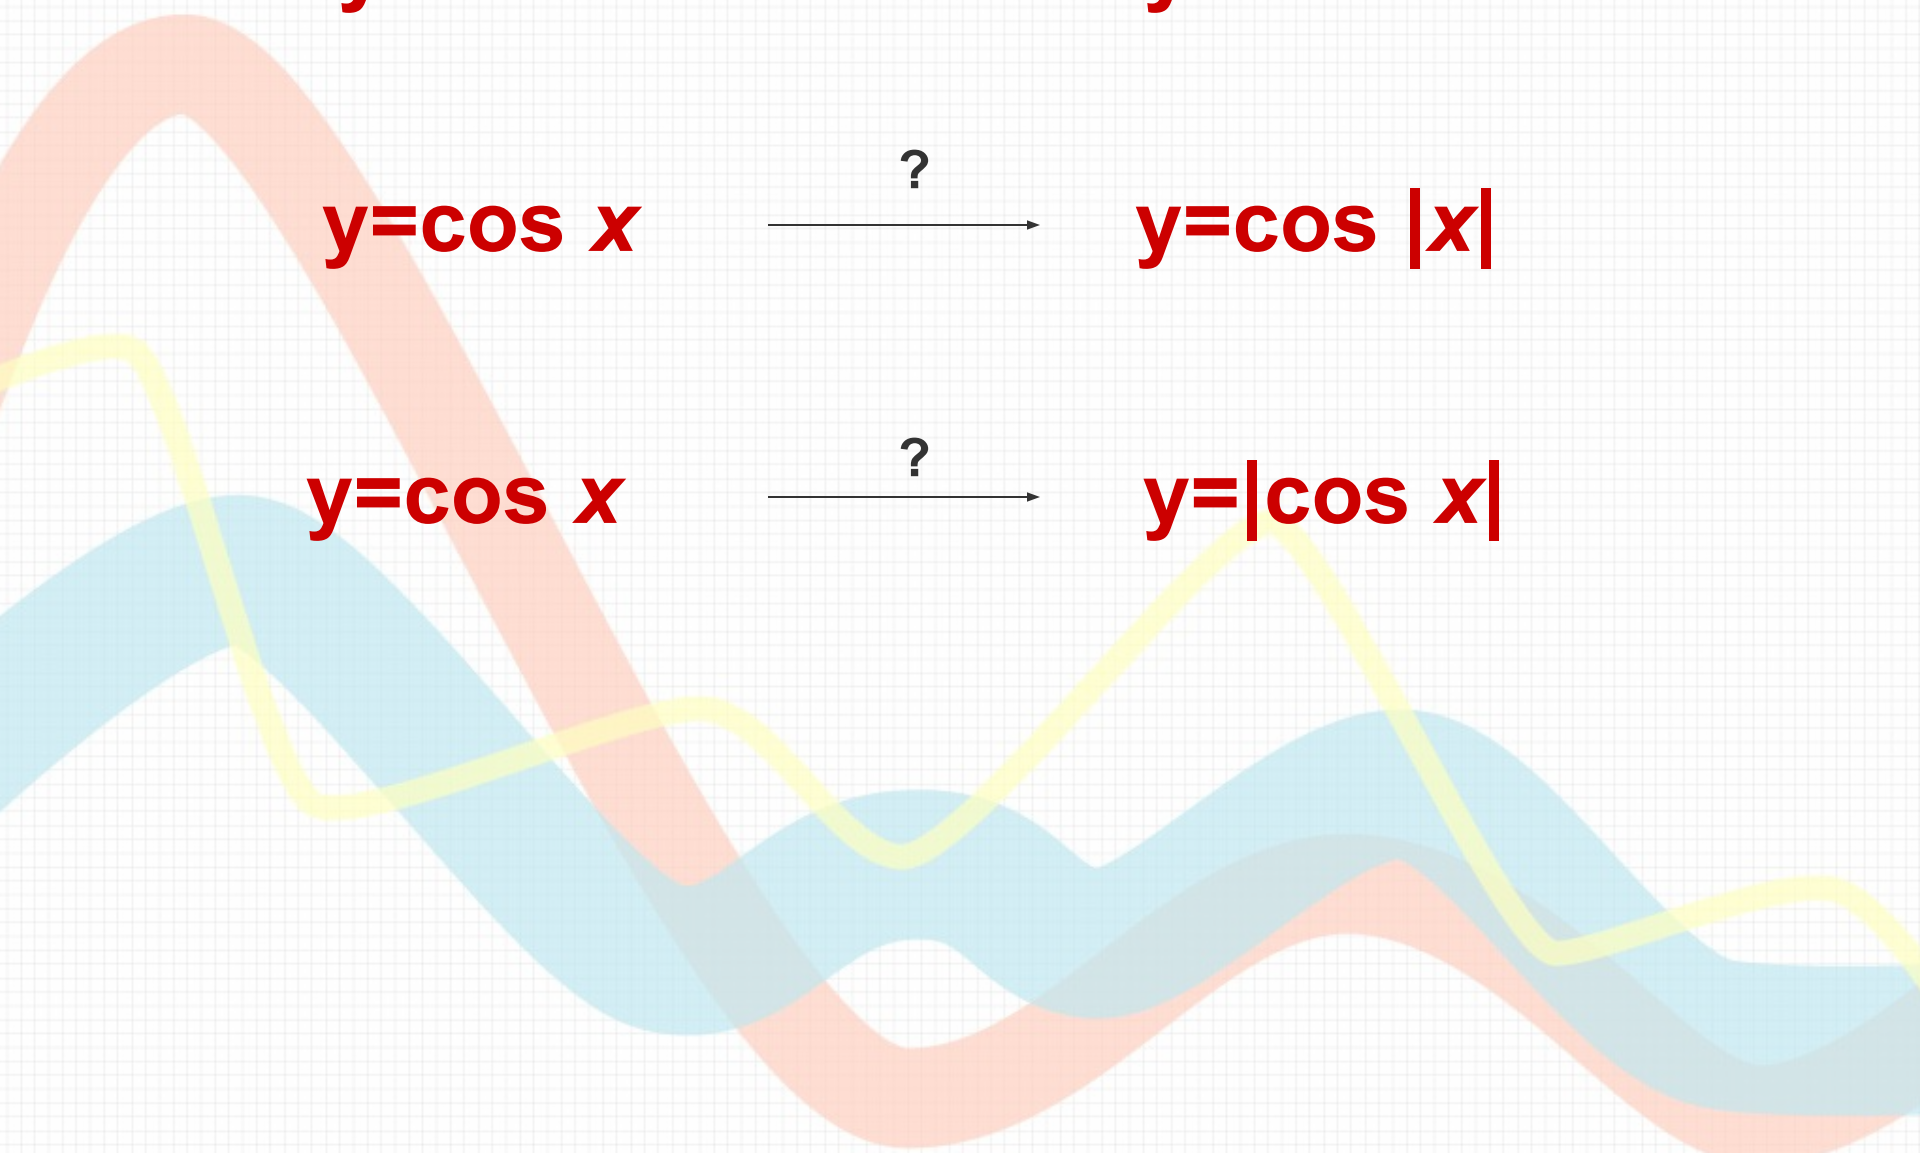 ?
y=cos x y=cos |x|
?
y=cos x y=|cos x|